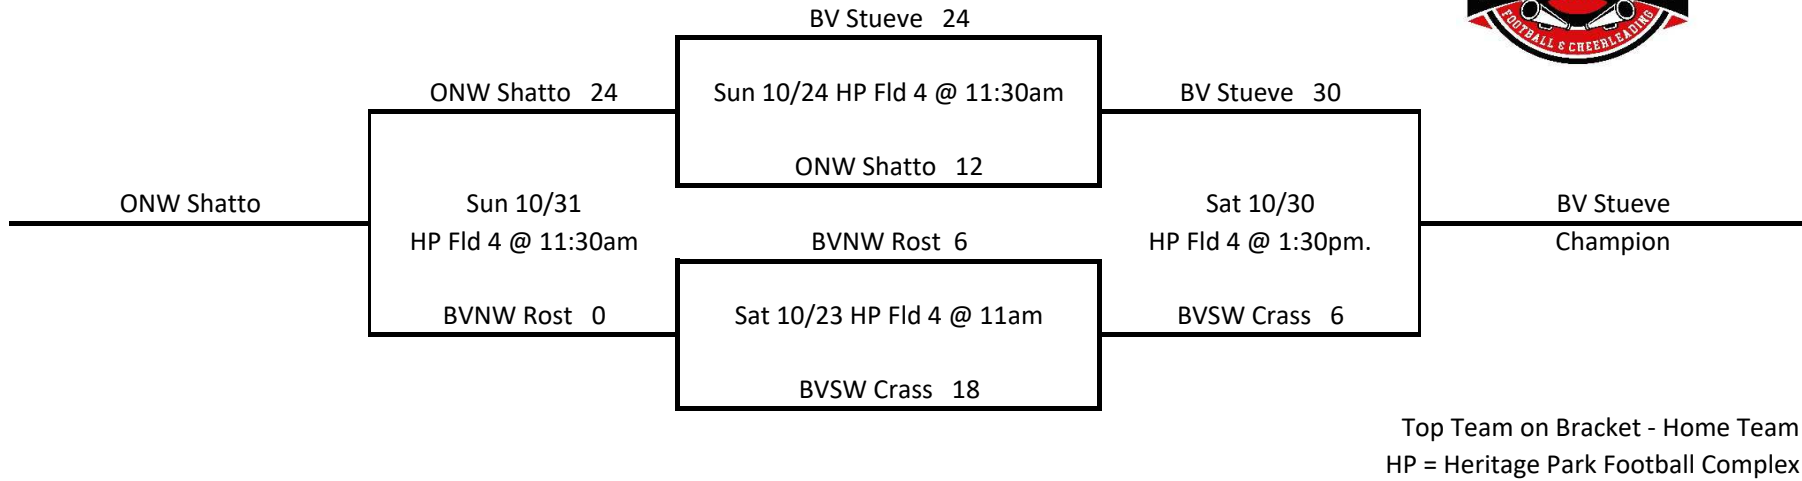 BV Stueve 24
FOOTBALL & CHEERLEADING
ONW Shatto 24
Sun 10/24 HP Fld 4 @ 11:30am
BV Stueve 30
ONW Shatto 12
ONW Shatto
Sun 10/31
HP Fld 4 @ 11:30am
BVNW Rost 6
Sat 10/30
HP Fld 4 @ 1:30pm.
BV Stueve
Champion
BVNW Rost 0
Sat 10/23 HP Fld 4 @ 11am
BVSW Crass 6
BVSW Crass 18
Top Team on Bracket - Home Team
HP = Heritage Park Football Complex